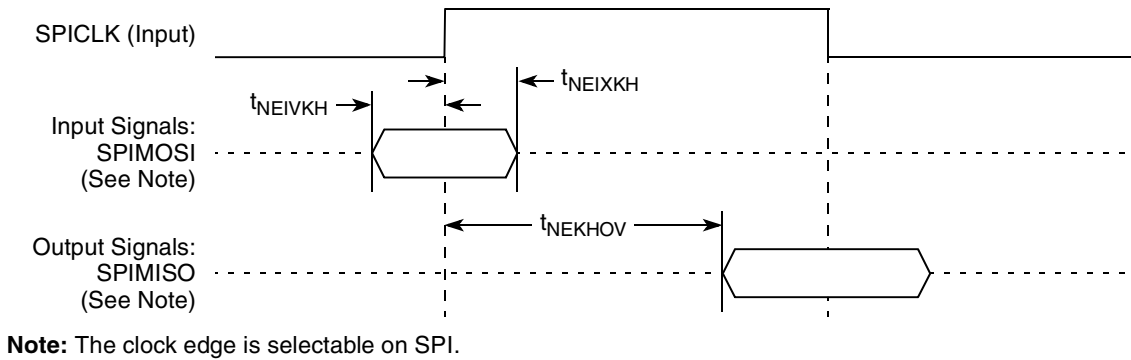 SPICLK (Input)
t_NEIXKH
t_NEIVKH
Input Signals:
SPIMOSI
(See Note)
t_NEKHOV
Output Signals:
SPIMISO
(See Note)
Note: The clock edge is selectable on SPI.